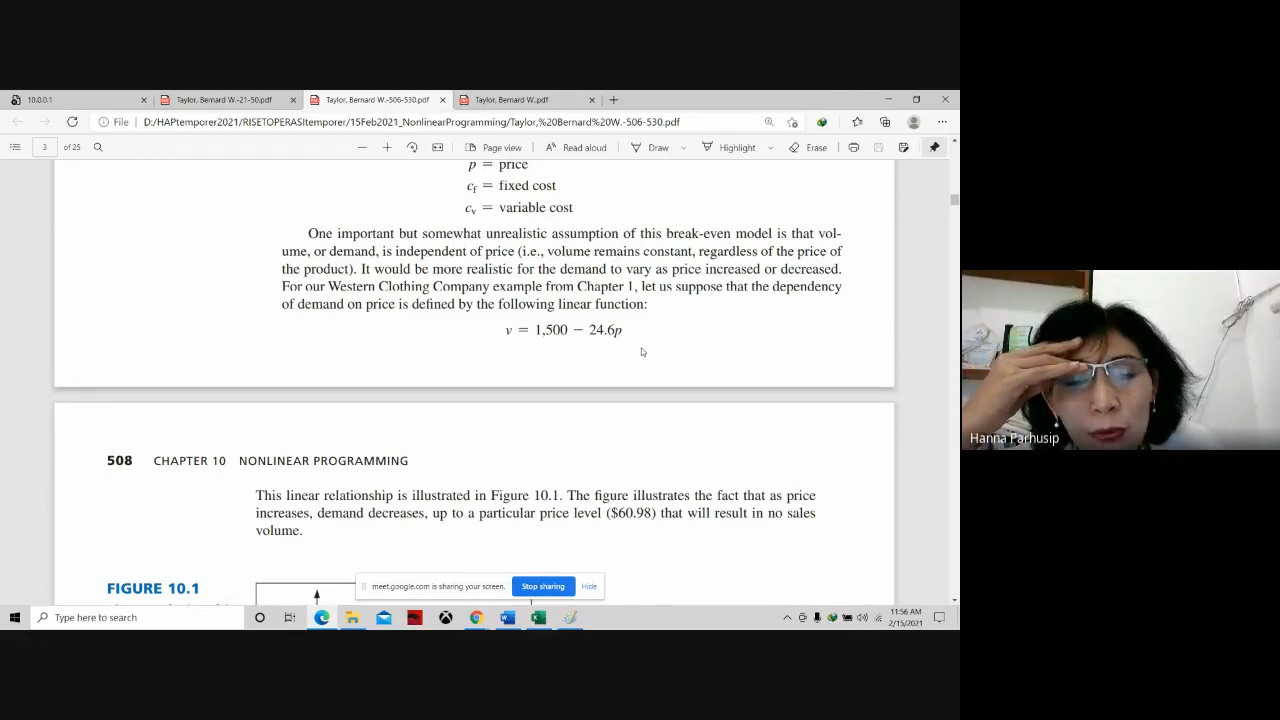 10.0.0.1
Taylor, Bernard W.-21-50.pdf
Taylor, Bernard W.-506-530.pdf
Taylor, Bernard W..pdf
File
D:/HAPtemporer2021/RISETOPERASItemporer/15Feb2021_NonlinearProgramming/Taylor,%20Bernard%20W.-506-530.pdf
3 of 25
Page view
Read aloud
Draw
Highlight
Erase
p = price
cf = fixed cost
cv = variable cost
One important but somewhat unrealistic assumption of this break-even model is that vol-
ume, or demand, is independent of price (i.e., volume remains constant, regardless of the price of
the product). It would be more realistic for the demand to vary as price increased or decreased.
For our Western Clothing Company example from Chapter 1, let us suppose that the dependency
of demand on price is defined by the following linear function:
v = 1,500 − 24.6p
508 CHAPTER 10 NONLINEAR PROGRAMMING
This linear relationship is illustrated in Figure 10.1. The figure illustrates the fact that as price
increases, demand decreases, up to a particular price level ($60.98) that will result in no sales
volume.
FIGURE 10.1
meet.google.com is sharing your screen.
Stop sharing
Hide
Type here to search
11:56 AM
2/15/2021
Hanna Parhusip